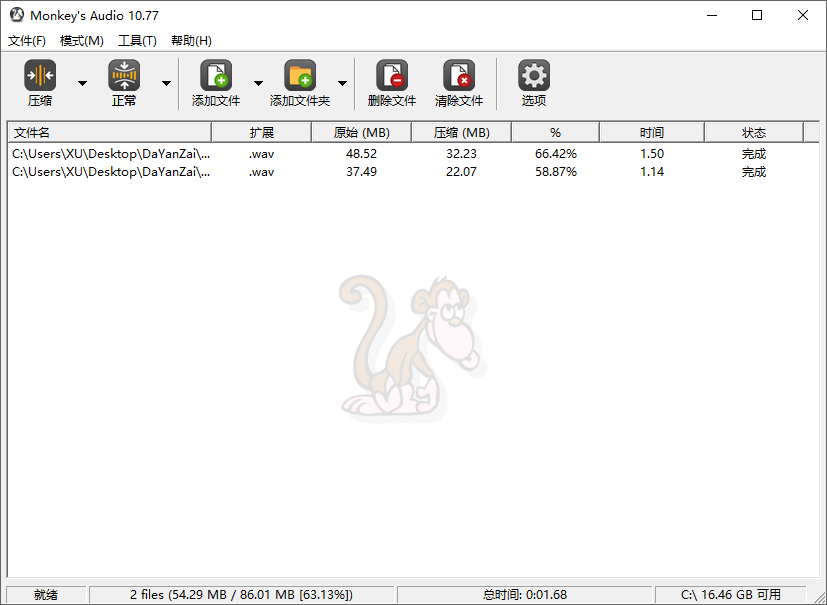 Monkey's Audio 10.77
文件(F) 模式(M) 工具(T) 帮助(H)
压缩 正常 添加文件 添加文件夹 删除文件 清除文件 选项
文件名 扩展 原始 (MB) 压缩 (MB) % 时间 状态
C:\Users\XU\Desktop\DaYanZai\... .wav 48.52 32.23 66.42% 1.50 完成
C:\Users\XU\Desktop\DaYanZai\... .wav 37.49 22.07 58.87% 1.14 完成
就绪 2 files (54.29 MB / 86.01 MB [63.13%]) 总时间: 0:01.68 C:\ 16.46 GB 可用